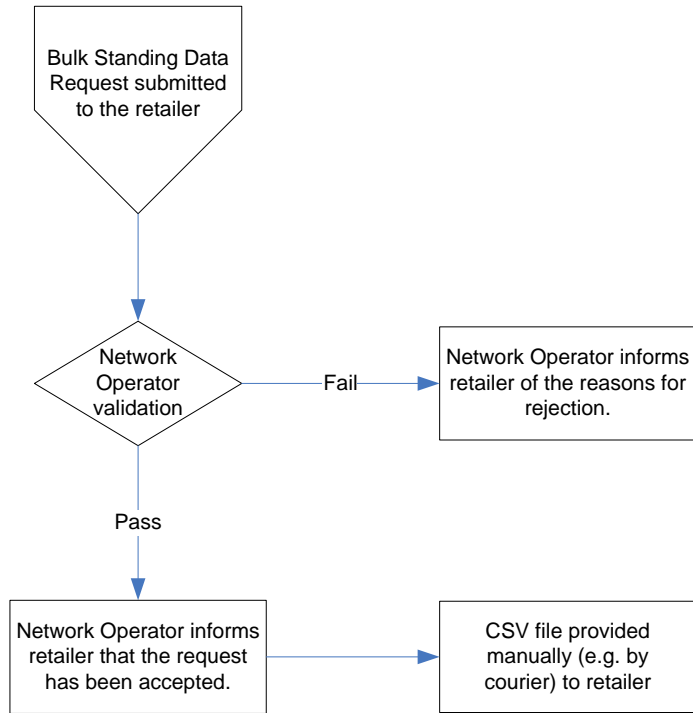 Bulk Standing Data
Request submitted
to the retailer
Network
Operator
validation
Fail
Network Operator informs
retailer of the reasons for
rejection.
Pass
Network Operator informs
retailer that the request
has been accepted.
CSV file provided
manually (e.g. by
courier) to retailer